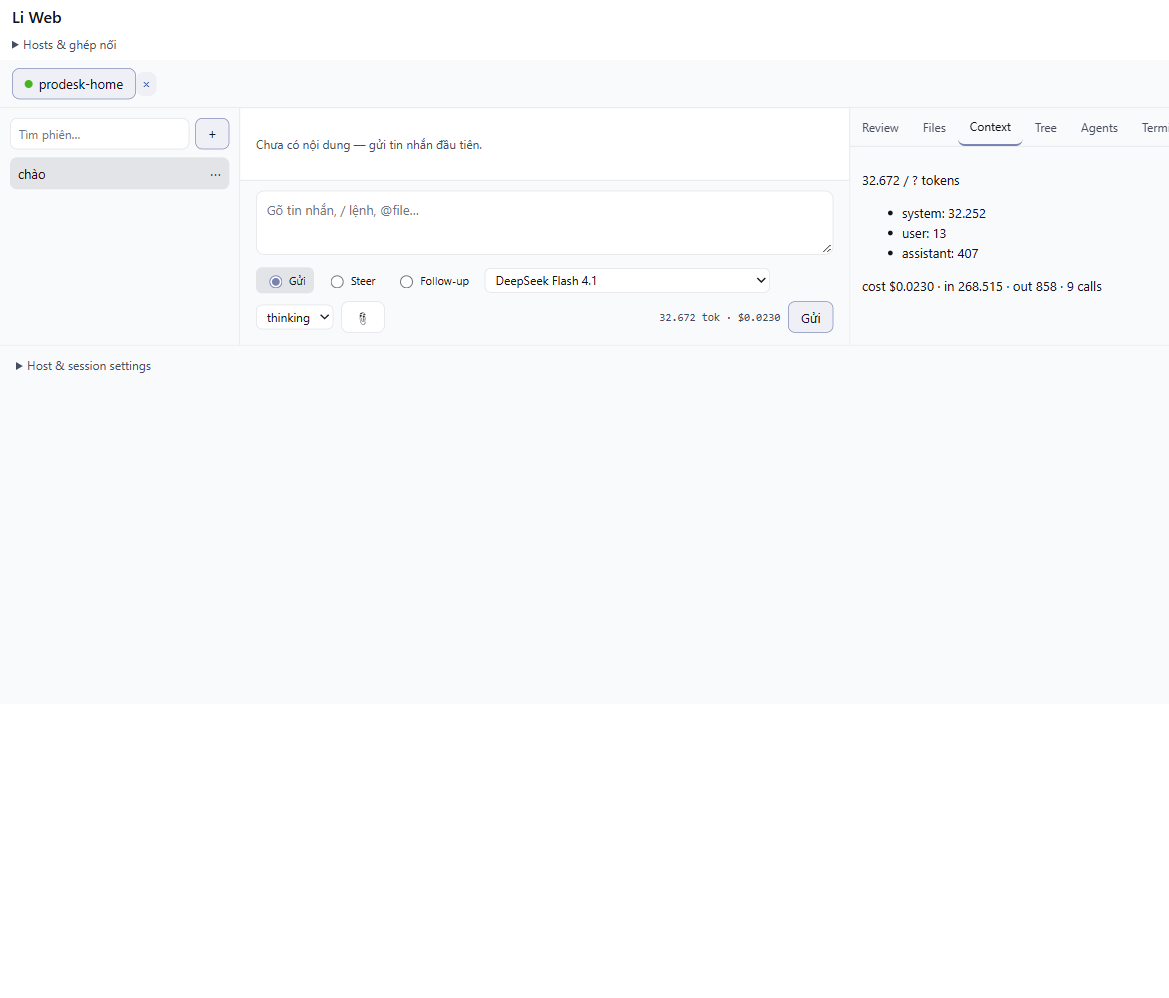 Li Web
▶ Hosts & ghép nối
prodesk-home ×
Tìm phiên... +
chào ...
Chưa có nội dung — gửi tin nhắn đầu tiên.
Gõ tin nhắn, / lệnh, @file...
Gửi Steer Follow-up DeepSeek Flash 4.1
thinking 32.672 tok · $0.0230 Gửi
Review Files Context Tree Agents Termi
32.672 / ? tokens
• system: 32.252
• user: 13
• assistant: 407
cost $0.0230 · in 268.515 · out 858 · 9 calls
▶ Host & session settings